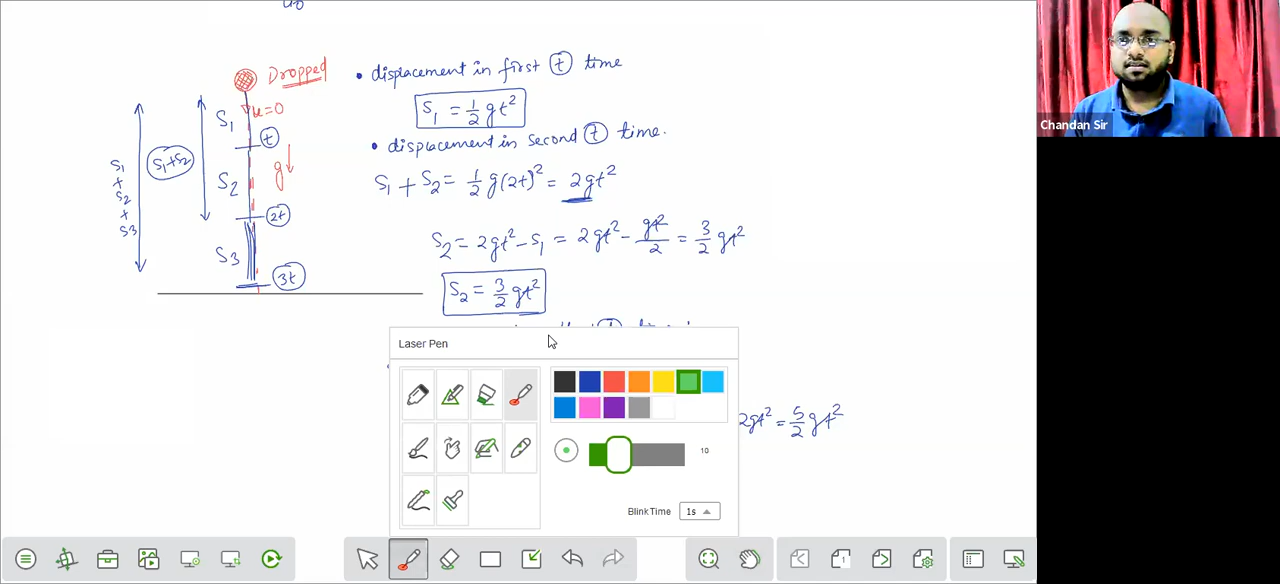 Dropped
u=0
S1
t
g↓
S1+S2
S2
2t
S1
+
S2
+
S3
S3
3t
• displacement in first t time
S1 = 1/2 gt²
• displacement in second t time.
S1 + S2 = 1/2 g(2t)² = 2gt²
S2 = 2gt² - S1 = 2gt² - gt²/2 = 3/2 gt²
S2 = 3/2 gt²
2gt² = 5/2 gt²
Laser Pen
10
Blink Time 1s
1
Chandan Sir